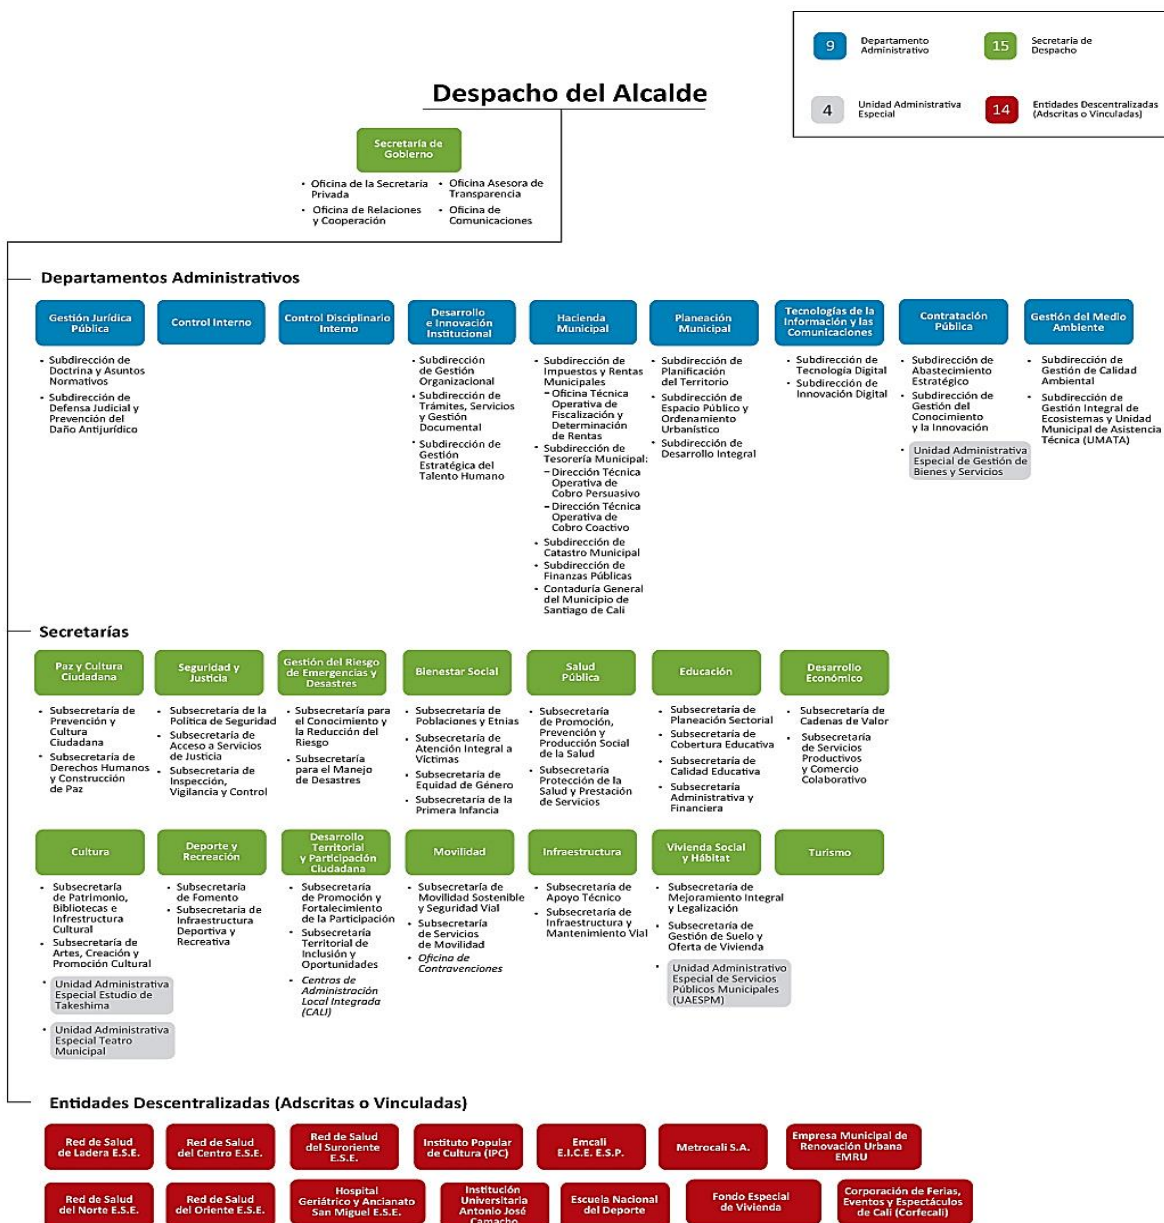 9
Departamento
Administrativo
15
Secretaría de
Despacho
4
Unidad Administrativa
Especial
14
Entidades Descentralizadas
(Adscritas o Vinculadas)
Despacho del Alcalde
Secretaría de
Gobierno
• Oficina de la Secretaria
Privada
• Oficina de Relaciones
y Cooperación
• Oficina Asesora de
Transparencia
• Oficina de
Comunicaciones
Departamentos Administrativos
Gestión Jurídica
Pública
• Subdirección de
Doctrina y Asuntos
Normativos
• Subdirección de
Defensa Judicial y
Prevención del
Daño Antijurídico
Control Interno
Control Disciplinario
Interno
Desarrollo
e Innovación
Institucional
• Subdirección
de Gestión
Organizacional
• Subdirección de
Trámites, Servicios
y Gestión
Documental
• Subdirección de
Gestión
Estratégica del
Talento Humano
Hacienda
Municipal
• Subdirección de
Impuestos y Rentas
Municipales
– Oficina Técnica
Operativa de
Fiscalización y
Determinación
de Rentas
• Subdirección de
Tesorería Municipal:
– Dirección Técnica
Operativa de
Cobro Persuasivo
– Dirección Técnica
Operativa de
Cobro Coactivo
• Subdirección de
Catastro Municipal
• Subdirección de
Finanzas Públicas
• Contaduría General
del Municipio de
Santiago de Cali
Planeación
Municipal
• Subdirección de
Planificación
del Territorio
• Subdirección de
Espacio Público y
Ordenamiento
Urbanístico
• Subdirección de
Desarrollo Integral
Tecnologías de la
Información y las
Comunicaciones
• Subdirección de
Tecnología Digital
• Subdirección de
Innovación Digital
Contratación
Pública
• Subdirección de
Abastecimiento
Estratégico
• Subdirección de
Gestión del
Conocimiento y
la Innovación
• Unidad Administrativa
Especial de Gestión de
Bienes y Servicios
Gestión del Medio
Ambiente
• Subdirección de
Gestión de Calidad
Ambiental
• Subdirección de
Gestión Integral de
Ecosistemas y Unidad
Municipal de Asistencia
Técnica (UMATA)
Secretarías
Paz y Cultura
Ciudadana
• Subsecretaría de
Prevención y
Cultura
Ciudadana
• Subsecretaría de
Derechos Humanos
y Construcción
de Paz
Seguridad y
Justicia
• Subsecretaría de la
Política de Seguridad
• Subsecretaría de
Acceso a Servicios
de Justicia
• Subsecretaría de
Inspección,
Vigilancia y Control
Gestión del Riesgo
de Emergencias y
Desastres
• Subsecretaría para
el Conocimiento y
la Reducción del
Riesgo
• Subsecretaría
para el Manejo
de Desastres
Bienestar Social
• Subsecretaría de
Poblaciones y Etnias
• Subsecretaría de
Atención Integral a
Víctimas
• Subsecretaría de
Equidad de Género
• Subsecretaría de la
Primera Infancia
Salud
Pública
• Subsecretaría
de Promoción,
Prevención y
Producción Social
de la Salud
• Subsecretaría
Protección de la
Salud y Prestación
de Servicios
Educación
• Subsecretaría de
Planeación Sectorial
• Subsecretaría de
Cobertura Educativa
• Subsecretaría de
Calidad Educativa
• Subsecretaría
Administrativa y
Financiera
Desarrollo
Económico
• Subsecretaría de
Cadenas de Valor
• Subsecretaría
de Servicios
Productivos
y Comercio
Colaborativo
Cultura
• Subsecretaría
de Patrimonio,
Bibliotecas e
Infrestructura
Cultural
• Subsecretaría de
Artes, Creación y
Promoción Cultural
• Unidad Administrativa
Especial Estudio de
Takeshima
• Unidad Administrativa
Especial Teatro
Municipal
Deporte y
Recreación
• Subsecretaría
de Fomento
• Subsecretaría de
Infraestructura
Deportiva y
Recreativa
Desarrollo
Territorial
y Participación
Ciudadana
• Subsecretaría
de Promoción y
Fortalecimiento
de la Participación
• Subsecretaría
Territorial de
Inclusión y
Oportunidades
• Centros de
Administración
Local Integrada
(CALI)
Movilidad
• Subsecretaría de
Movilidad Sostenible
y Seguridad Vial
• Subsecretaría
de Servicios
de Movilidad
• Oficina de
Contravenciones
Infraestructura
• Subsecretaría de
Apoyo Técnico
• Subsecretaría de
Infraestructura y
Mantenimiento Vial
Vivienda Social
y Hábitat
• Subsecretaría de
Mejoramiento Integral
y Legalización
• Subsecretaría de
Gestión de Suelo y
Oferta de Vivienda
• Unidad Administrativo
Especial de Servicios
Públicos Municipales
(UAESPM)
Turismo
Entidades Descentralizadas (Adscritas o Vinculadas)
Red de Salud
de Ladera E.S.E.
Red de Salud
del Centro E.S.E.
Red de Salud
del Suroriente
E.S.E.
Instituto Popular
de Cultura (IPC)
Emcali
E.I.C.E. E.S.P.
Metrocali S.A.
Empresa Municipal de
Renovación Urbana
EMRU
Red de Salud
del Norte E.S.E.
Red de Salud
del Oriente E.S.E.
Hospital
Geriátrico y Ancianato
San Miguel E.S.E.
Institución
Universitaria
Antonio José
Camacho
Escuela Nacional
del Deporte
Fondo Especial
de Vivienda
Corporación de Ferias,
Eventos y Espectáculos
de Cali (Corfecali)